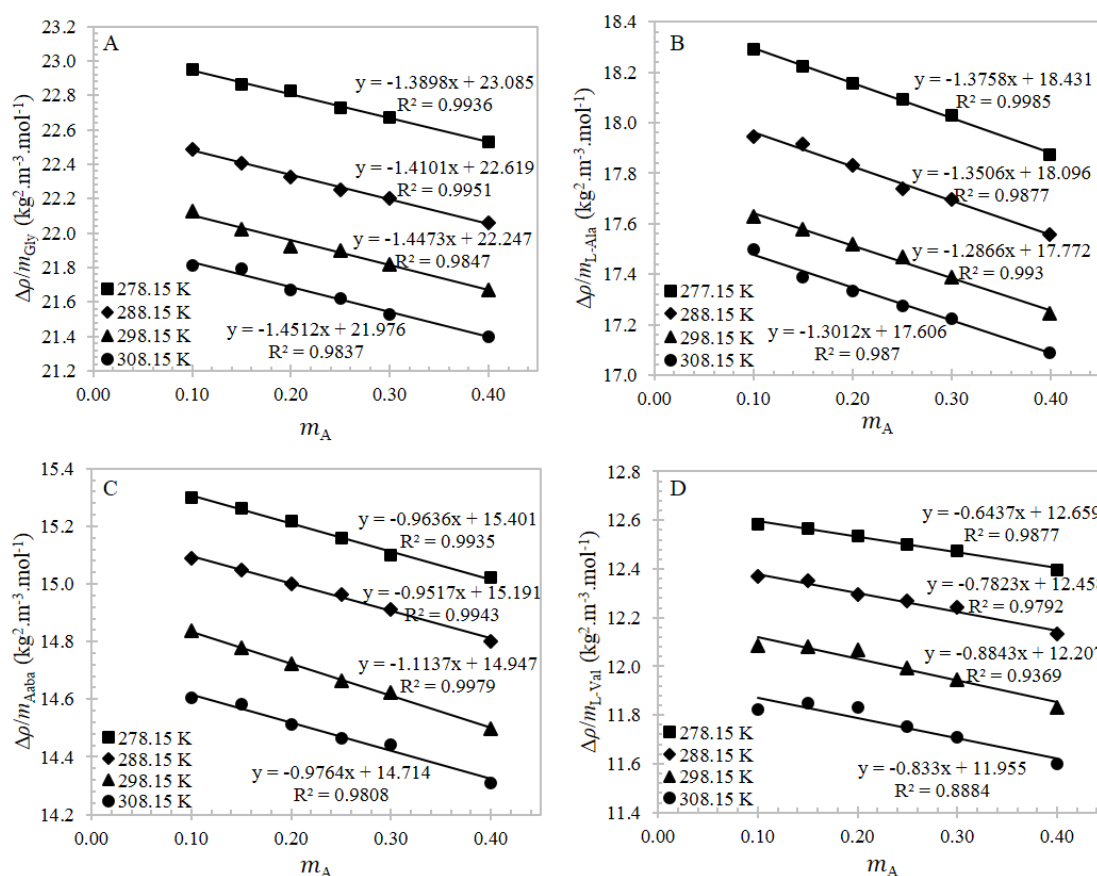 A
Δρ/m_Gly (kg².m⁻³.mol⁻¹)
23.2
23.0
22.8
22.6
22.4
22.2
22.0
21.8
21.6
21.4
21.2
y = -1.3898x + 23.085
R² = 0.9936
y = -1.4101x + 22.619
R² = 0.9951
y = -1.4473x + 22.247
R² = 0.9847
y = -1.4512x + 21.976
R² = 0.9837
278.15 K
288.15 K
298.15 K
308.15 K
0.00 0.10 0.20 0.30 0.40
m_A
B
Δρ/m_L-Ala (kg².m⁻³.mol⁻¹)
18.4
18.2
18.0
17.8
17.6
17.4
17.2
17.0
y = -1.3758x + 18.431
R² = 0.9985
y = -1.3506x + 18.096
R² = 0.9877
y = -1.2866x + 17.772
R² = 0.993
y = -1.3012x + 17.606
R² = 0.987
277.15 K
288.15 K
298.15 K
308.15 K
0.00 0.10 0.20 0.30 0.40
m_A
C
Δρ/m_Aaba (kg².m⁻³.mol⁻¹)
15.4
15.2
15.0
14.8
14.6
14.4
14.2
y = -0.9636x + 15.401
R² = 0.9935
y = -0.9517x + 15.191
R² = 0.9943
y = -1.1137x + 14.947
R² = 0.9979
y = -0.9764x + 14.714
R² = 0.9808
278.15 K
288.15 K
298.15 K
308.15 K
0.00 0.10 0.20 0.30 0.40
m_A
D
Δρ/m_L-Val (kg².m⁻³.mol⁻¹)
12.8
12.6
12.4
12.2
12.0
11.8
11.6
11.4
y = -0.6437x + 12.659
R² = 0.9877
y = -0.7823x +
R² = 0.9792
y = -0.8843x + 12.207
R² = 0.9369
y = -0.833x + 11.955
R² = 0.8884
278.15 K
288.15 K
298.15 K
308.15 K
0.00 0.10 0.20 0.30 0.40
m_A